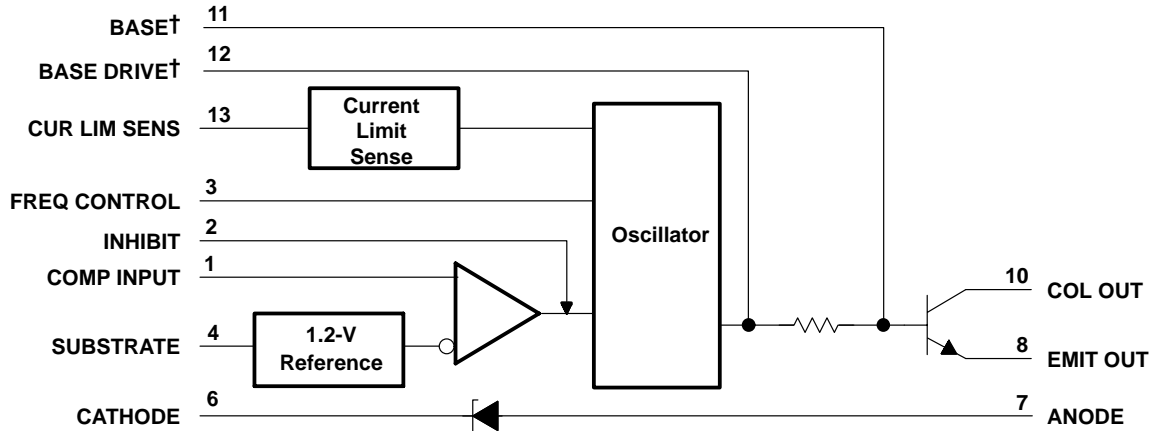 BASE† 11
BASE DRIVE† 12
CUR LIM SENS 13
Current
Limit
Sense
FREQ CONTROL 3
INHIBIT 2
Oscillator
COMP INPUT 1
10 COL OUT
SUBSTRATE 4
1.2-V
Reference
8 EMIT OUT
CATHODE 6
7 ANODE